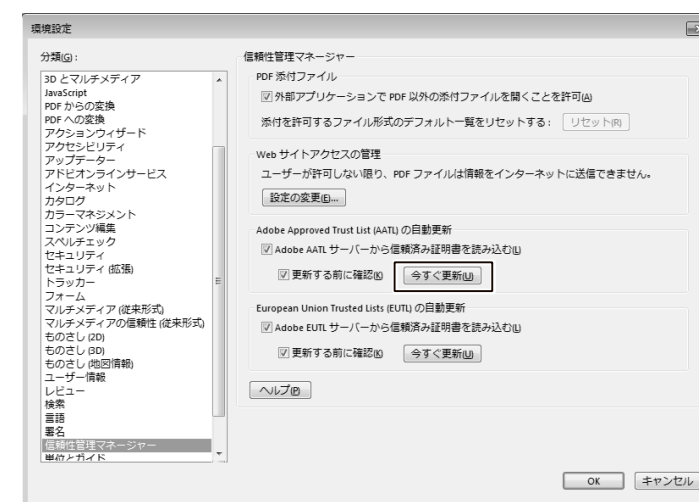 環境設定
分類(G):
3D とマルチメディア
JavaScript
PDF からの変換
PDF への変換
アクションウィザード
アクセシビリティ
アップデーター
アドビオンラインサービス
インターネット
カタログ
カラーマネジメント
コンテンツ編集
スペルチェック
セキュリティ
セキュリティ (拡張)
トラッカー
フォーム
マルチメディア (従来形式)
マルチメディアの信頼性 (従来形式)
ものさし (2D)
ものさし (3D)
ものさし (地図情報)
ユーザー情報
レビュー
検索
言語
署名
信頼性管理マネージャー
単位とガイド
信頼性管理マネージャー
PDF 添付ファイル
外部アプリケーションで PDF 以外の添付ファイルを開くことを許可(A)
添付を許可するファイル形式のデフォルト一覧をリセットする: リセット(R)
Web サイトアクセスの管理
ユーザーが許可しない限り、PDF ファイルは情報をインターネットに送信できません。
設定の変更(E)...
Adobe Approved Trust List (AATL) の自動更新
Adobe AATL サーバーから信頼済み証明書を読み込む(L)
更新する前に確認(K) 今すぐ更新(U)
European Union Trusted Lists (EUTL) の自動更新
Adobe EUTL サーバーから信頼済み証明書を読み込む(L)
更新する前に確認(K) 今すぐ更新(U)
ヘルプ(P)
OK キャンセル